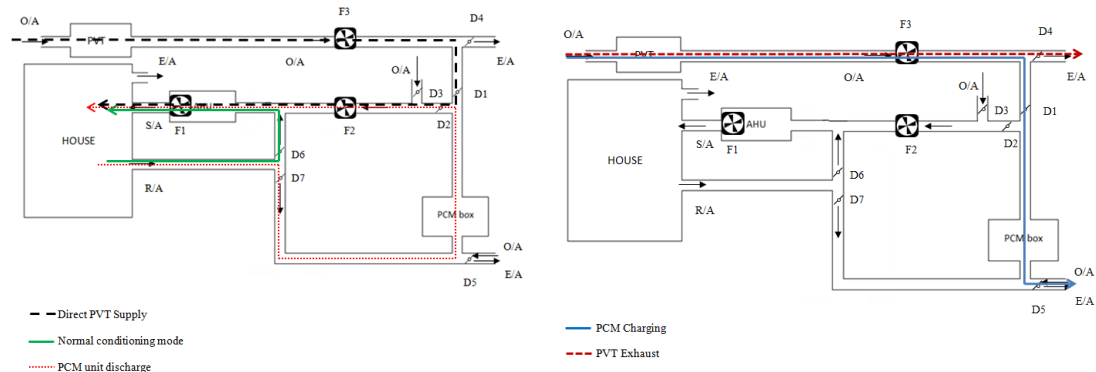 O/A
F3
D4
PVT
E/A
O/A
O/A
E/A
D3
D1
AHU
S/A
F1
F2
D2
HOUSE
D6
D7
R/A
PCM box
O/A
E/A
D5
Direct PVT Supply
Normal conditioning mode
PCM unit discharge
O/A
F3
D4
PVT
E/A
O/A
O/A
E/A
D3
D1
AHU
S/A
F1
F2
D2
HOUSE
D6
D7
R/A
PCM box
O/A
E/A
D5
PCM Charging
PVT Exhaust